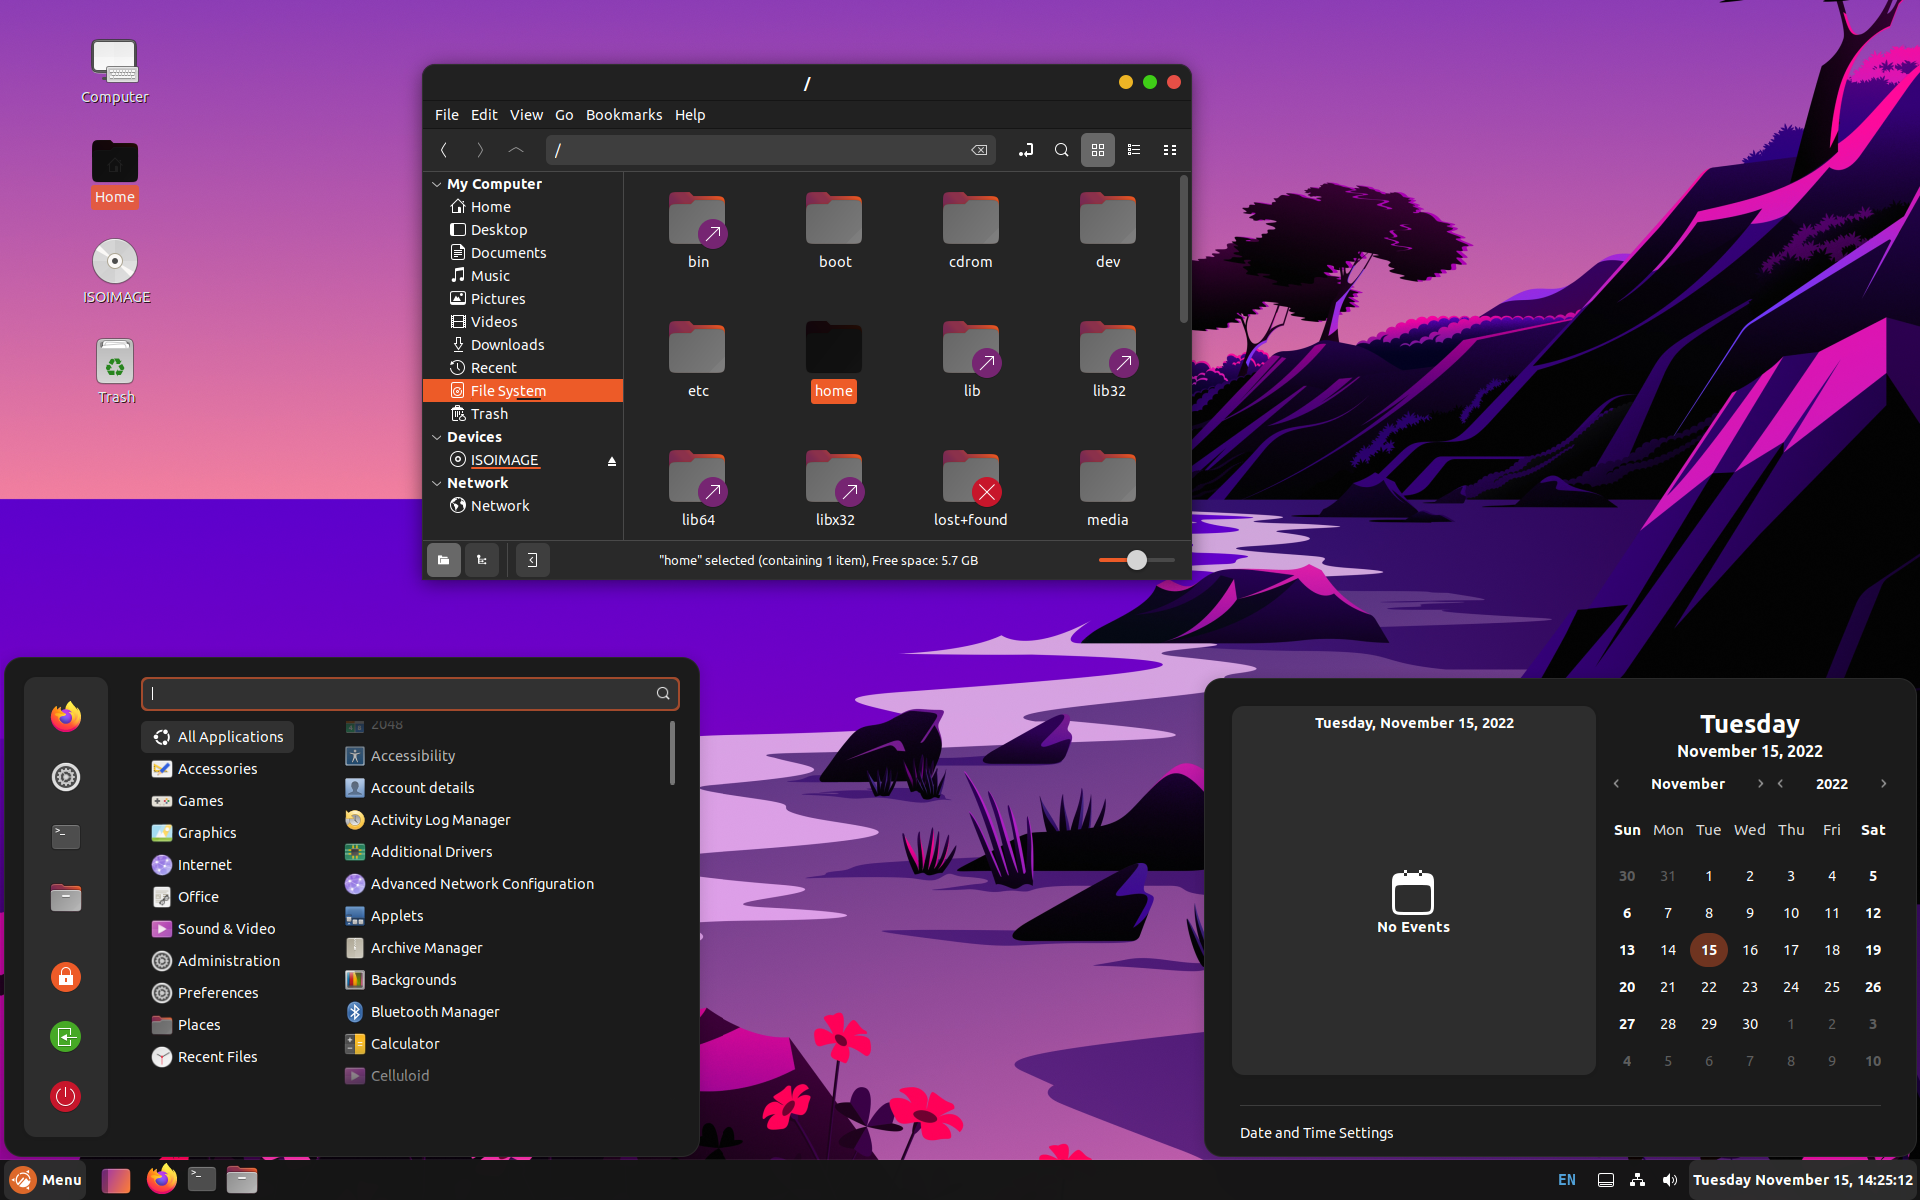 Computer
Home
ISOIMAGE
Trash
/
File Edit View Go Bookmarks Help
/
My Computer
Home
Desktop
Documents
Music
Pictures
Videos
Downloads
Recent
File System
Trash
Devices
ISOIMAGE
Network
Network
bin boot cdrom dev
etc home lib lib32
lib64 libx32 lost+found media
"home" selected (containing 1 item), Free space: 5.7 GB
All Applications
Accessories
Games
Graphics
Internet
Office
Sound & Video
Administration
Preferences
Places
Recent Files
2048
Accessibility
Account details
Activity Log Manager
Additional Drivers
Advanced Network Configuration
Applets
Archive Manager
Backgrounds
Bluetooth Manager
Calculator
Celluloid
Tuesday, November 15, 2022
No Events
Tuesday
November 15, 2022
November 2022
Sun Mon Tue Wed Thu Fri Sat
30 31 1 2 3 4 5
6 7 8 9 10 11 12
13 14 15 16 17 18 19
20 21 22 23 24 25 26
27 28 29 30 1 2 3
4 5 6 7 8 9 10
Date and Time Settings
Menu
EN
Tuesday November 15, 14:25:12